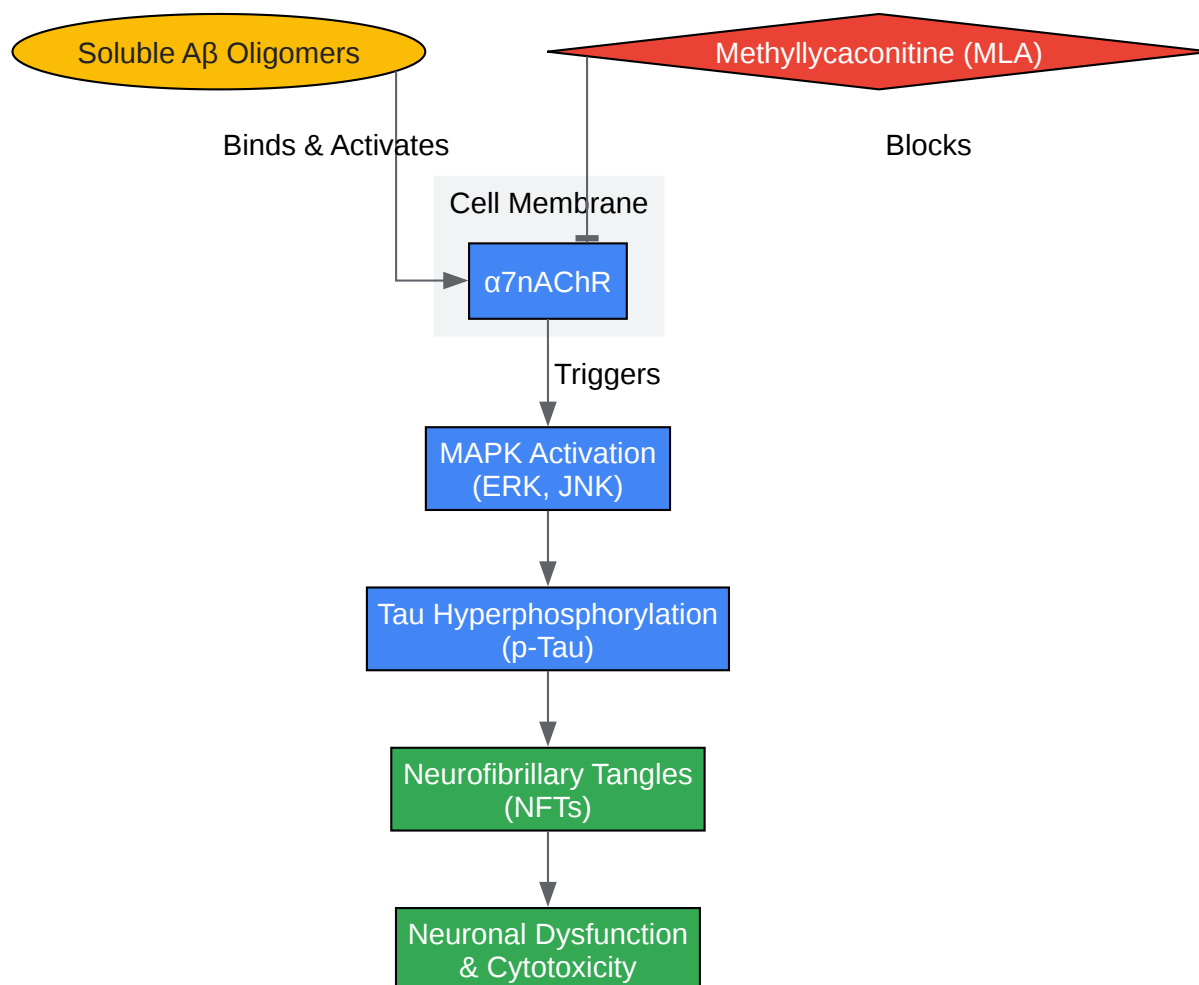 Soluble Aβ Oligomers
Methyllycaconitine (MLA)
Binds & Activates
Blocks
Cell Membrane
α7nAChR
Triggers
MAPK Activation
(ERK, JNK)
Tau Hyperphosphorylation
(p-Tau)
Neurofibrillary Tangles
(NFTs)
Neuronal Dysfunction
& Cytotoxicity